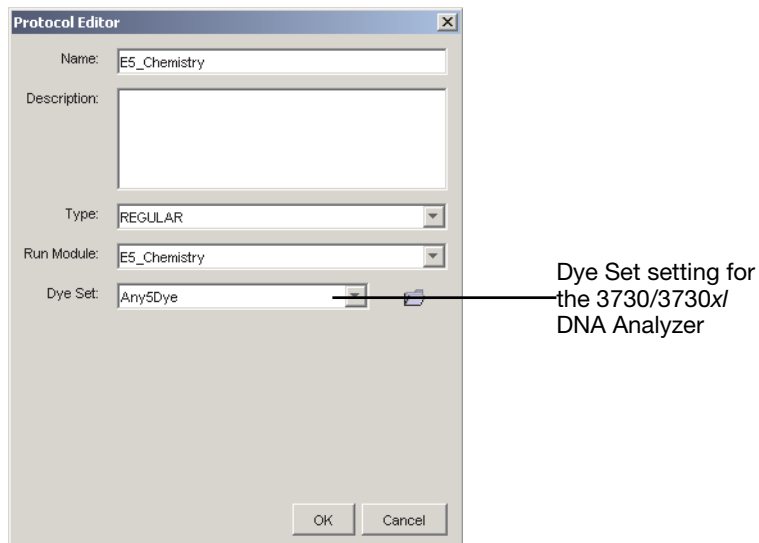 Protocol Editor
Name: E5_Chemistry
Description:
Type: REGULAR
Run Module: E5_Chemistry
Dye Set: Any5Dye
Dye Set setting for
the 3730/3730xl
DNA Analyzer
OK Cancel